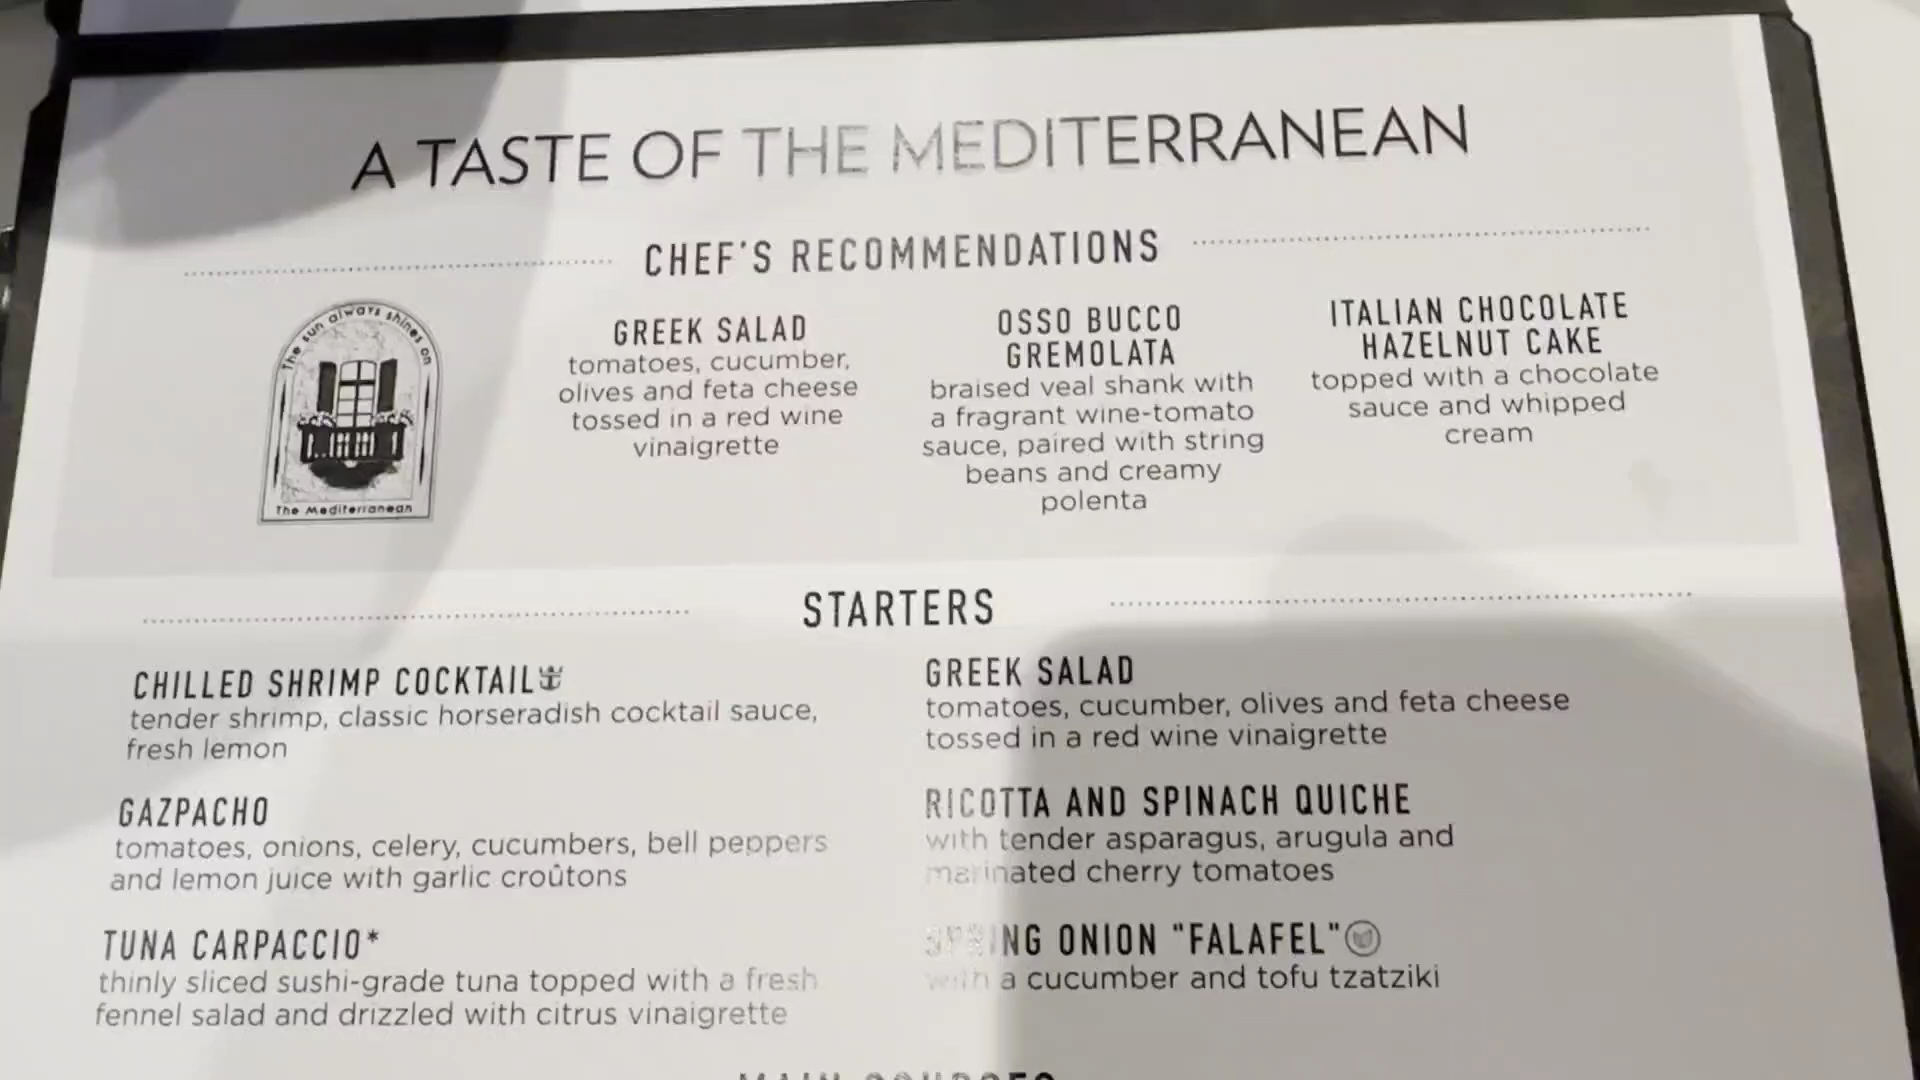 A TASTE OF THE MEDITERRANEAN
CHEF'S RECOMMENDATIONS
The sun always shines on
The Mediterranean
GREEK SALAD
tomatoes, cucumber,
olives and feta cheese
tossed in a red wine
vinaigrette
OSSO BUCCO
GREMOLATA
braised veal shank with
a fragrant wine-tomato
sauce, paired with string
beans and creamy
polenta
ITALIAN CHOCOLATE
HAZELNUT CAKE
topped with a chocolate
sauce and whipped
cream
STARTERS
CHILLED SHRIMP COCKTAIL
tender shrimp, classic horseradish cocktail sauce,
fresh lemon
GAZPACHO
tomatoes, onions, celery, cucumbers, bell peppers
and lemon juice with garlic croûtons
TUNA CARPACCIO*
thinly sliced sushi-grade tuna topped with a fresh
fennel salad and drizzled with citrus vinaigrette
GREEK SALAD
tomatoes, cucumber, olives and feta cheese
tossed in a red wine vinaigrette
RICOTTA AND SPINACH QUICHE
with tender asparagus, arugula and
marinated cherry tomatoes
SPRING ONION "FALAFEL"
with a cucumber and tofu tzatziki
MAIN COURSES